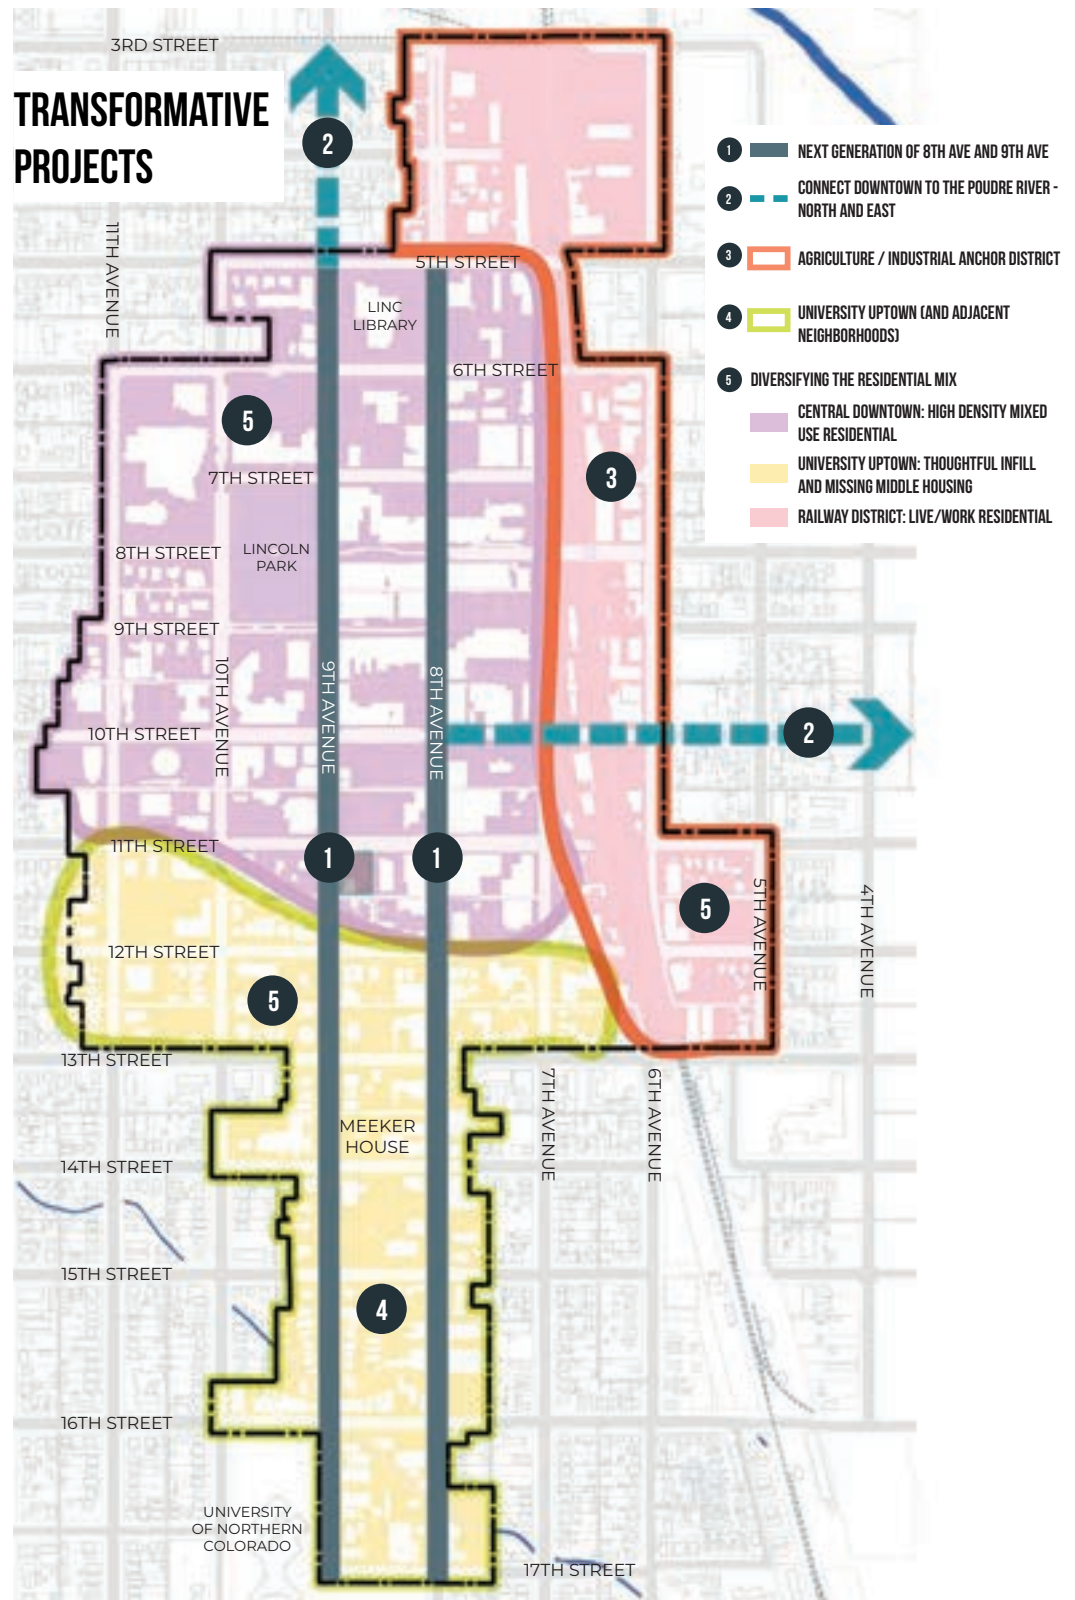 3RD STREET
TRANSFORMATIVE
PROJECTS
2
1
NEXT GENERATION OF 8TH AVE AND 9TH AVE
2
CONNECT DOWNTOWN TO THE POUDRE RIVER -
NORTH AND EAST
3
AGRICULTURE / INDUSTRIAL ANCHOR DISTRICT
4
UNIVERSITY UPTOWN (AND ADJACENT
NEIGHBORHOODS)
5
DIVERSIFYING THE RESIDENTIAL MIX
CENTRAL DOWNTOWN: HIGH DENSITY MIXED
USE RESIDENTIAL
UNIVERSITY UPTOWN: THOUGHTFUL INFILL
AND MISSING MIDDLE HOUSING
RAILWAY DISTRICT: LIVE/WORK RESIDENTIAL
11TH AVENUE
5TH STREET
LINC
LIBRARY
6TH STREET
5
3
7TH STREET
8TH STREET
LINCOLN
PARK
9TH STREET
10TH AVENUE
9TH AVENUE
8TH AVENUE
10TH STREET
2
11TH STREET
1
1
5
5TH AVENUE
4TH AVENUE
12TH STREET
5
13TH STREET
7TH AVENUE
6TH AVENUE
MEEKER
HOUSE
14TH STREET
15TH STREET
4
16TH STREET
UNIVERSITY
OF NORTHERN
COLORADO
17TH STREET